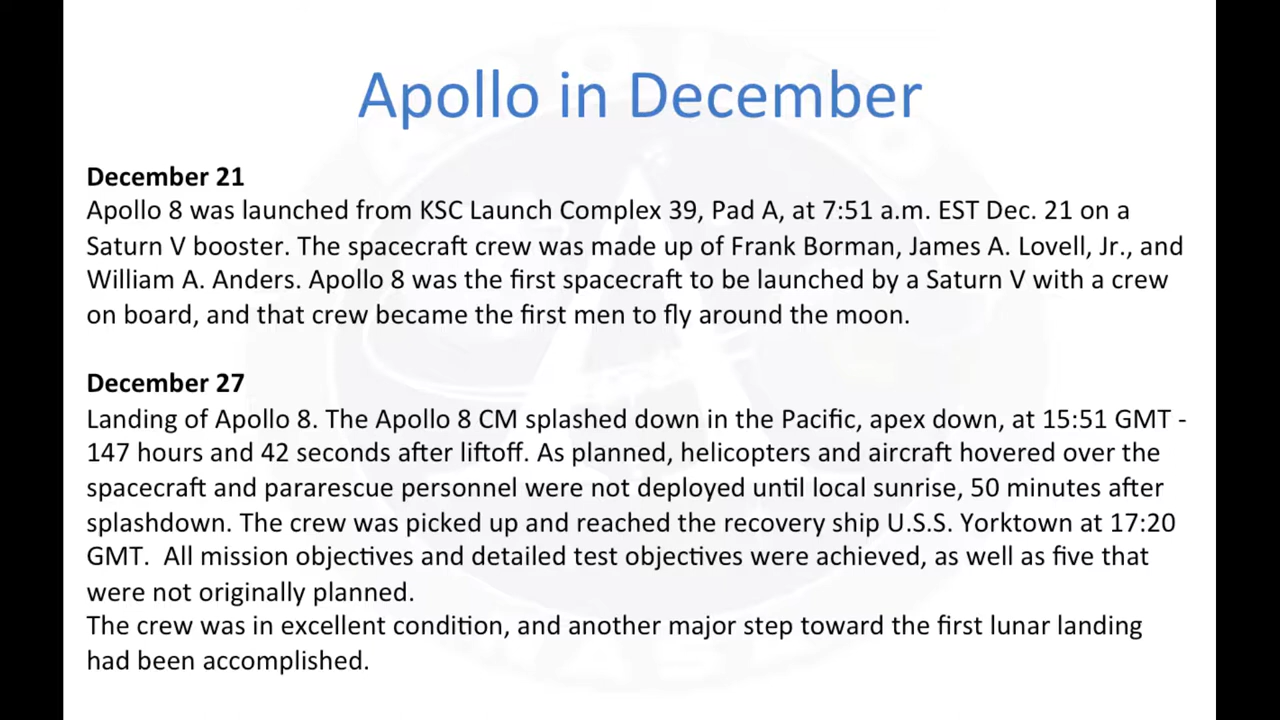 Apollo in December
December 21
Apollo 8 was launched from KSC Launch Complex 39, Pad A, at 7:51 a.m. EST Dec. 21 on a
Saturn V booster. The spacecraft crew was made up of Frank Borman, James A. Lovell, Jr., and
William A. Anders. Apollo 8 was the first spacecraft to be launched by a Saturn V with a crew
on board, and that crew became the first men to fly around the moon.
December 27
Landing of Apollo 8. The Apollo 8 CM splashed down in the Pacific, apex down, at 15:51 GMT -
147 hours and 42 seconds after liftoff. As planned, helicopters and aircraft hovered over the
spacecraft and pararescue personnel were not deployed until local sunrise, 50 minutes after
splashdown. The crew was picked up and reached the recovery ship U.S.S. Yorktown at 17:20
GMT.  All mission objectives and detailed test objectives were achieved, as well as five that
were not originally planned.
The crew was in excellent condition, and another major step toward the first lunar landing
had been accomplished.